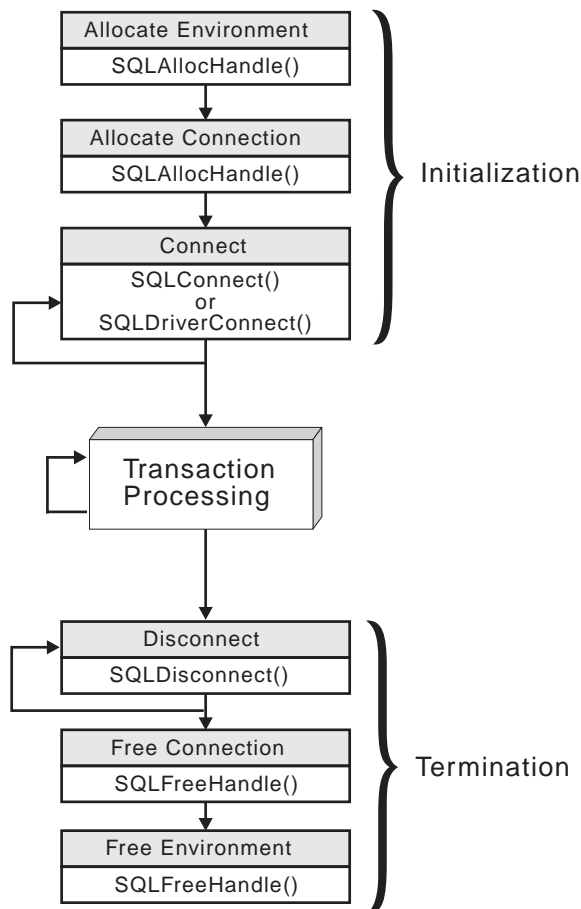 Allocate Environment
SQLAllocHandle()
Allocate Connection
SQLAllocHandle()
Initialization
Connect
SQLConnect()
or
SQLDriverConnect()
Transaction
Processing
Disconnect
SQLDisconnect()
Free Connection
SQLFreeHandle()
Termination
Free Environment
SQLFreeHandle()